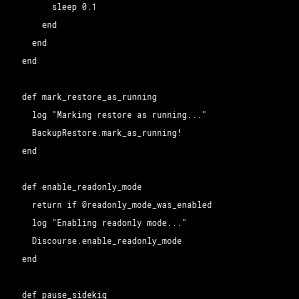 sleep 0.1
end
end
end
def mark_restore_as_running
log "Marking restore as running..."
BackupRestore.mark_as_running!
end
def enable_readonly_mode
return if @readonly_mode_was_enabled
log "Enabling readonly mode..."
Discourse.enable_readonly_mode
end
def pause_sidekiq